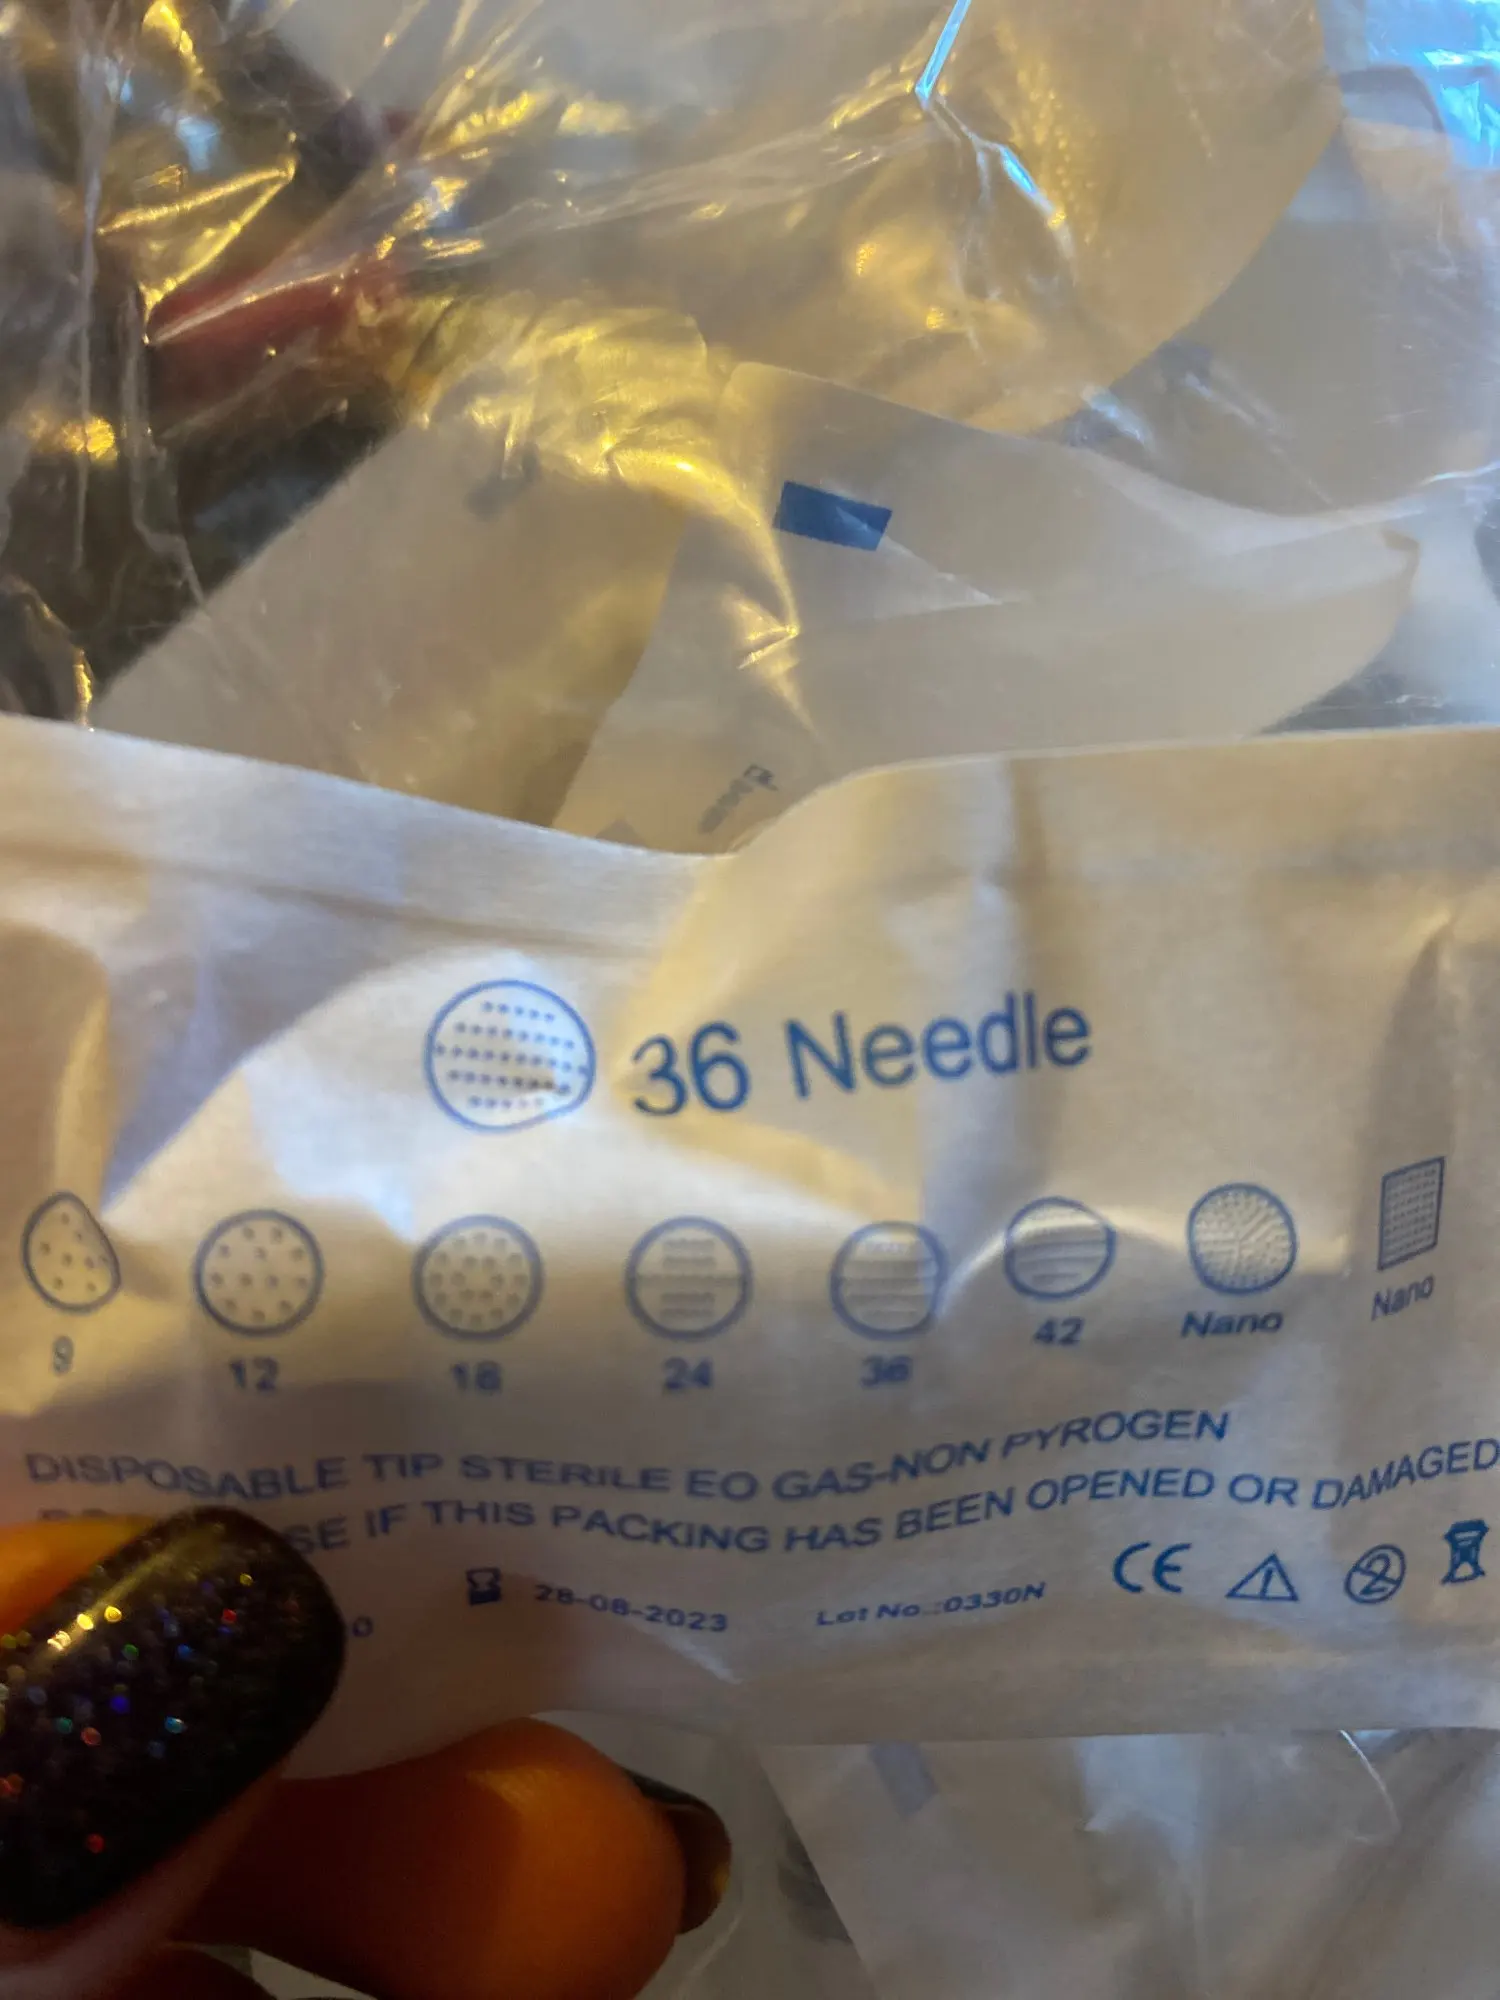 36 Needle
9 12 18 24 36 42 Nano Nano
DISPOSABLE TIP STERILE EO GAS-NON PYROGEN
IF THIS PACKING HAS BEEN OPENED OR DAMAGED
28-08-2023 Lot No.:0330N CE